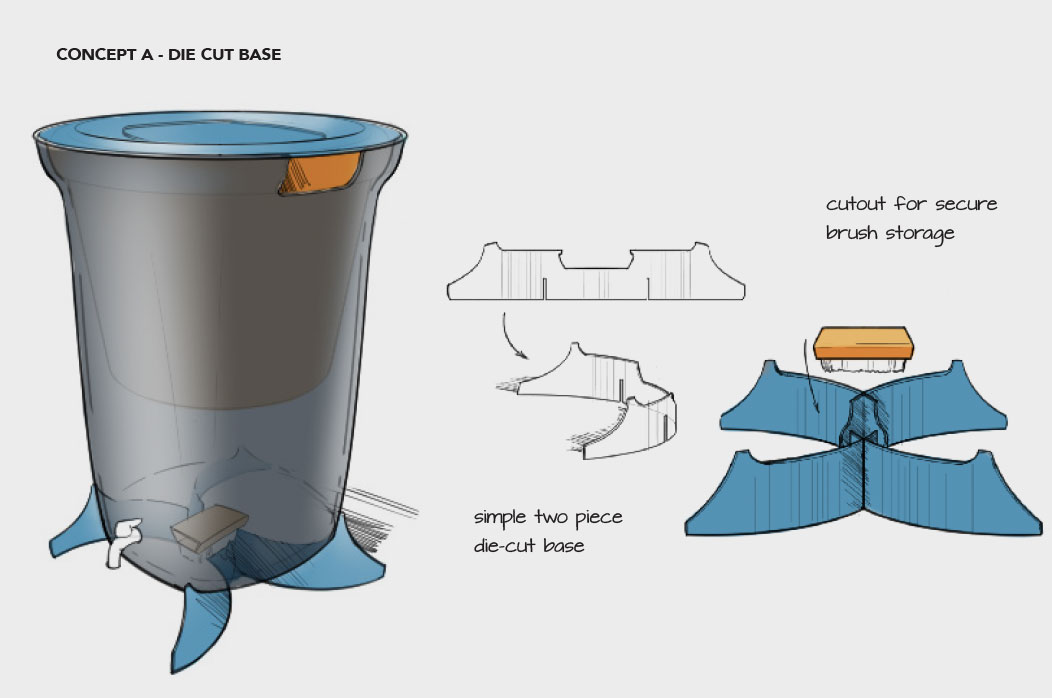 CONCEPT A - DIE CUT BASE
cutout for secure
brush storage
simple two piece
die-cut base